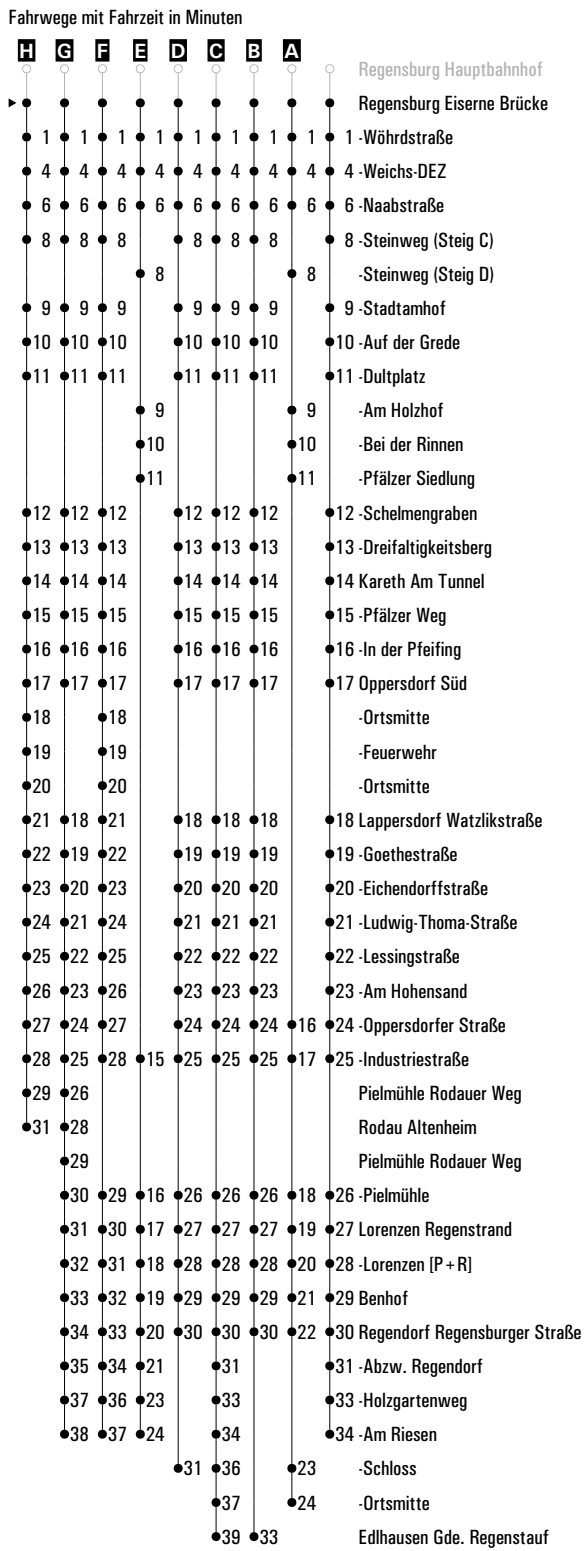 Fahrwege mit Fahrzeit in Minuten
H G F E D C B A
Regensburg Hauptbahnhof
Regensburg Eiserne Brücke
1 1 1 1 1 1 1 1 1 -Wöhrdstraße
4 4 4 4 4 4 4 4 4 -Weichs-DEZ
6 6 6 6 6 6 6 6 6 -Naabstraße
8 8 8 8 8 8 8 -Steinweg (Steig C)
8 8 -Steinweg (Steig D)
9 9 9 9 9 9 9 -Stadtamhof
10 10 10 10 10 10 10 -Auf der Grede
11 11 11 11 11 11 11 -Dultplatz
9 9 -Am Holzhof
10 10 -Bei der Rinnen
11 11 -Pfälzer Siedlung
12 12 12 12 12 12 12 -Schelmengraben
13 13 13 13 13 13 13 -Dreifaltigkeitsberg
14 14 14 14 14 14 14 Kareth Am Tunnel
15 15 15 15 15 15 15 -Pfälzer Weg
16 16 16 16 16 16 16 -In der Pfeifing
17 17 17 17 17 17 17 Oppersdorf Süd
18 18 -Ortsmitte
19 19 -Feuerwehr
20 20 -Ortsmitte
21 18 21 18 18 18 18 Lappersdorf Watzlikstraße
22 19 22 19 19 19 19 -Goethestraße
23 20 23 20 20 20 20 -Eichendorffstraße
24 21 24 21 21 21 21 -Ludwig-Thoma-Straße
25 22 25 22 22 22 22 -Lessingstraße
26 23 26 23 23 23 23 -Am Hohensand
27 24 27 24 24 24 16 24 -Oppersdorfer Straße
28 25 28 15 25 25 25 17 25 -Industriestraße
29 26 Pielmühle Rodauer Weg
31 28 Rodau Altenheim
29 Pielmühle Rodauer Weg
30 29 16 26 26 26 18 26 -Pielmühle
31 30 17 27 27 27 19 27 Lorenzen Regenstrand
32 31 18 28 28 28 20 28 -Lorenzen [P+R]
33 32 19 29 29 29 21 29 Benhof
34 33 20 30 30 30 22 30 Regendorf Regensburger Straße
35 34 21 31 31 -Abzw. Regendorf
37 36 23 33 33 -Holzgartenweg
38 37 24 34 34 -Am Riesen
31 36 23 -Schloss
37 24 -Ortsmitte
39 33 Edlhausen Gde. Regenstauf